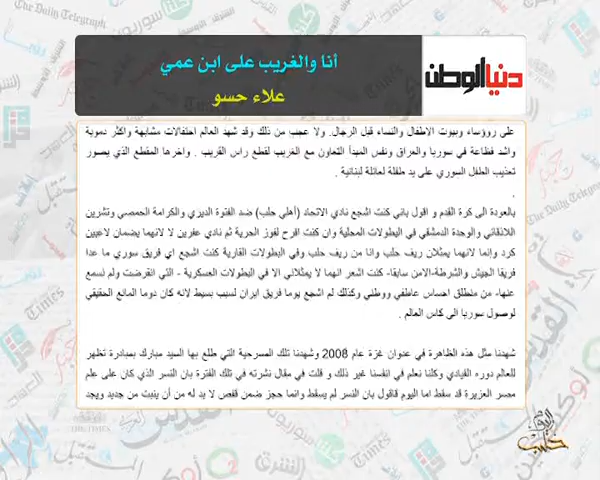 أنا والغريب على ابن عمي
علاء حسو
دنيا الوطن
على روؤساء وبيوت الاطفال والنساء قبل الرجال. ولا عجب من ذلك وقد شهد العالم احتفالات مشابهة واكثر دموية
واشد فظاعة في سوريا والعراق ونفس المبدأ التعاون مع الغريب لقطع راس القريب . واخرها المقطع الذي يصور
تعذيب الطفل السوري على يد طفلة لعائلة لبنانية .
.
بالعودة الى كرة القدم و اقول باني كنت اشجع نادي الاتحاد (أهلي حلب) ضد الفتوة الديري والكرامة الحمصي وتشرين
اللاذقاني والوحدة الدمشقي في البطولات المحلية وان كنت افرح لفوز الحرية ثم نادي عفرين لا لانهما يضمان لاعبين
كرد وإنما لانهما يمثلان ريف حلب وانا من ريف حلب وفي البطولات القارية كنت اشجع اي فريق سوري ما عدا
فريقا الجيش والشرطة-الامن سابقا- كنت اشعر انهما لا يمثلاني الا في البطولات العسكرية - التي انقرضت ولم نسمع
عنها- من منطلق احساس عاطفي ووطني وكذلك لم اشجع يوما فريق ايران لسبب بسيط لانه كان دوما المانع الحقيقي
لوصول سوريا الى كاس العالم .
شهدنا مثل هذه الظاهرة في عدوان غزة عام 2008 وشهدنا تلك المسرحية التي طلع بها السيد مبارك بمبادرة تظهر
للعالم دوره القيادي وكلنا نعلم في انفسنا غير ذلك و قلت في مقال نشرته في تلك الفترة بان النسر الذي كان على علم
مصر العزيزة قد سقط اما اليوم فاقول بان النسر لم يسقط وانما حجز ضمن قفص لا بد له من أن ينبت من جديد ويجد
The Daily Telegraph